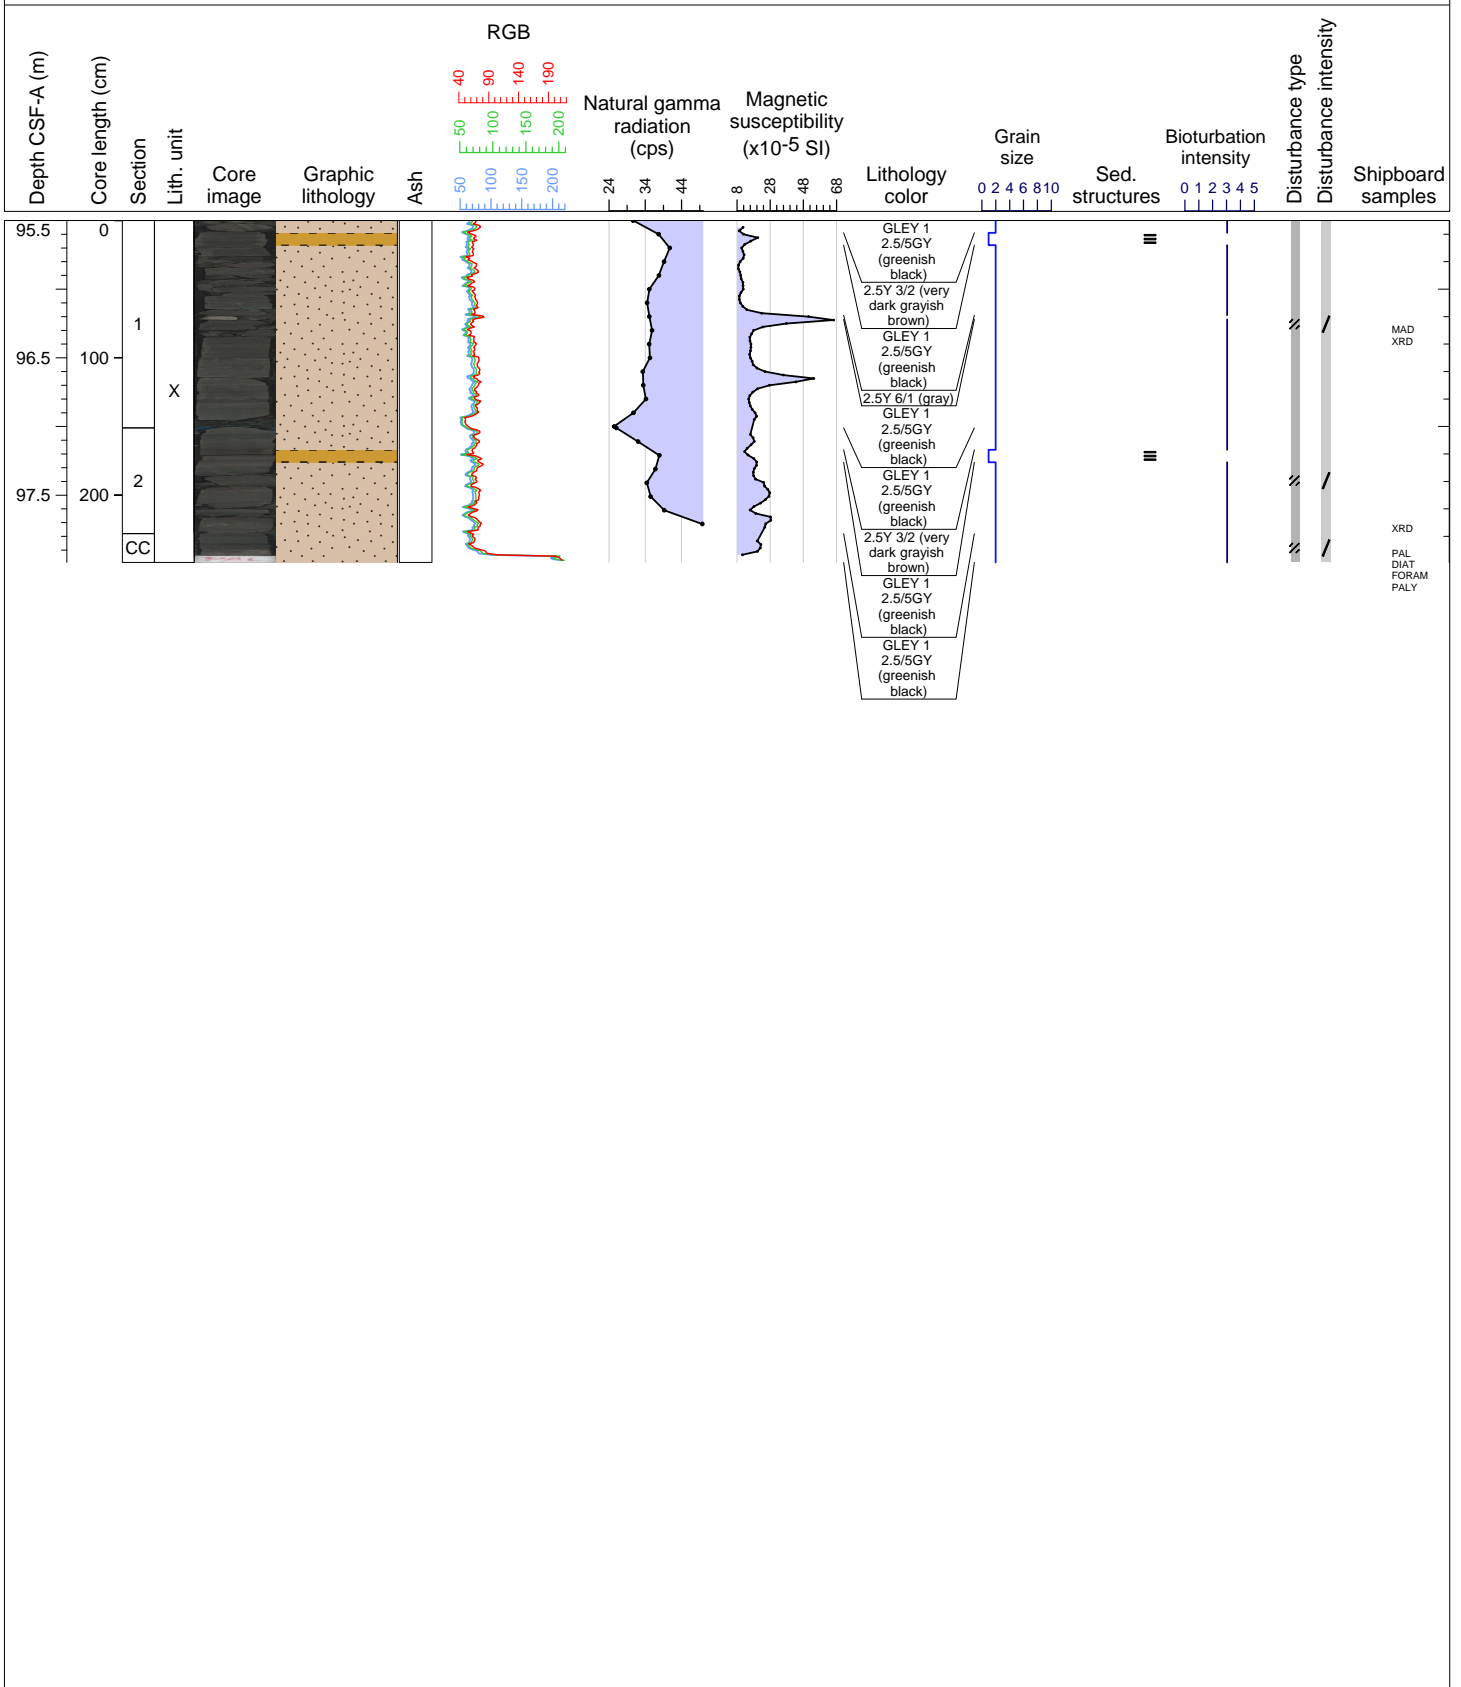 Depth CSF-A (m)
Core length (cm)
Section
Lith. unit
Core
image
Graphic
lithology
Ash
RGB
40 90 140 190
50 100 150 200
50 100 150 200
Natural gamma
radiation
(cps)
24 34 44
Magnetic
susceptibility
(x10-5 SI)
8 28 48 68
Lithology
color
Grain
size
0 2 4 6 8 10
Sed.
structures
Bioturbation
intensity
0 1 2 3 4 5
Disturbance type
Disturbance intensity
Shipboard
samples
95.5
96.5
97.5
0
100
200
1
2
CC
X
GLEY 1
2.5/5GY
(greenish
black)
2.5Y 3/2 (very
dark grayish
brown)
GLEY 1
2.5/5GY
(greenish
black)
2.5Y 6/1 (gray)
GLEY 1
2.5/5GY
(greenish
black)
GLEY 1
2.5/5GY
(greenish
black)
2.5Y 3/2 (very
dark grayish
brown)
GLEY 1
2.5/5GY
(greenish
black)
GLEY 1
2.5/5GY
(greenish
black)
MAD
XRD
XRD
PAL
DIAT
FORAM
PALY